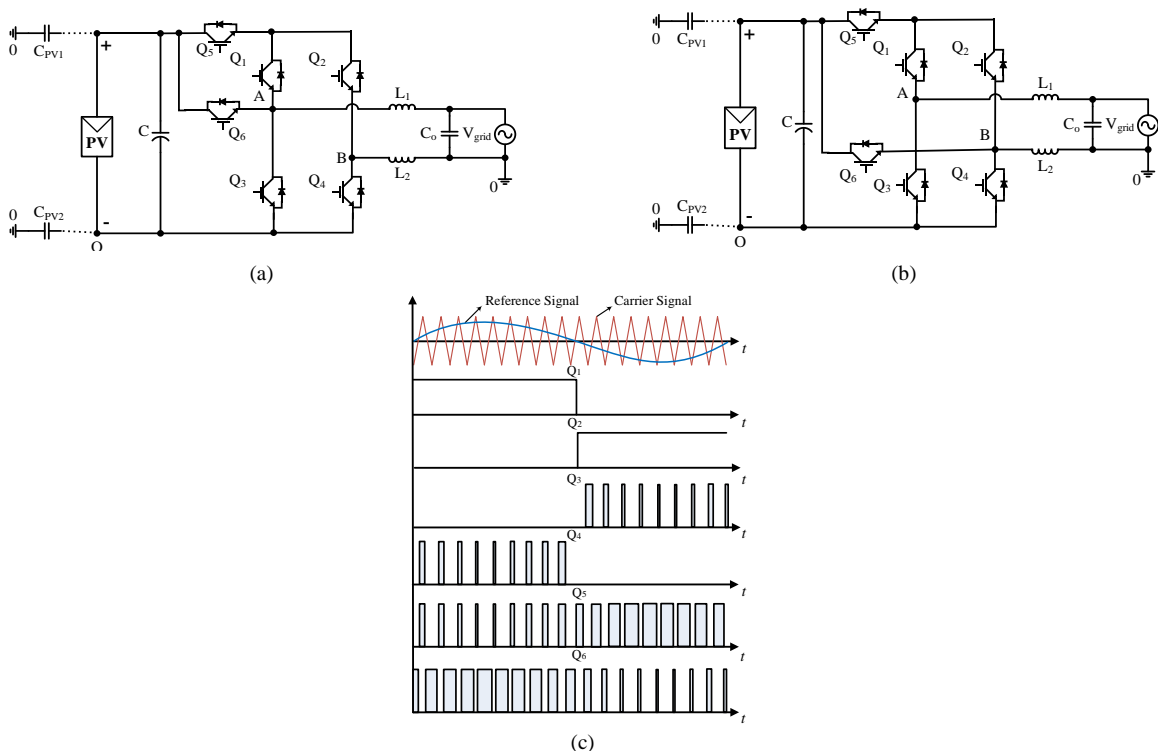 0
C_PV1
+
Q5
Q1
Q2
A
L1
PV
C
Q6
Co
Vgrid
B
L2
0
Q3
Q4
0
C_PV2
-
O
(a)
0
C_PV1
+
Q5
Q1
Q2
A
L1
PV
C
B
Co
Vgrid
Q6
L2
0
Q3
Q4
0
C_PV2
-
O
(b)
Reference Signal
Carrier Signal
t
Q1
t
Q2
t
Q3
t
Q4
t
Q5
t
Q6
t
(c)